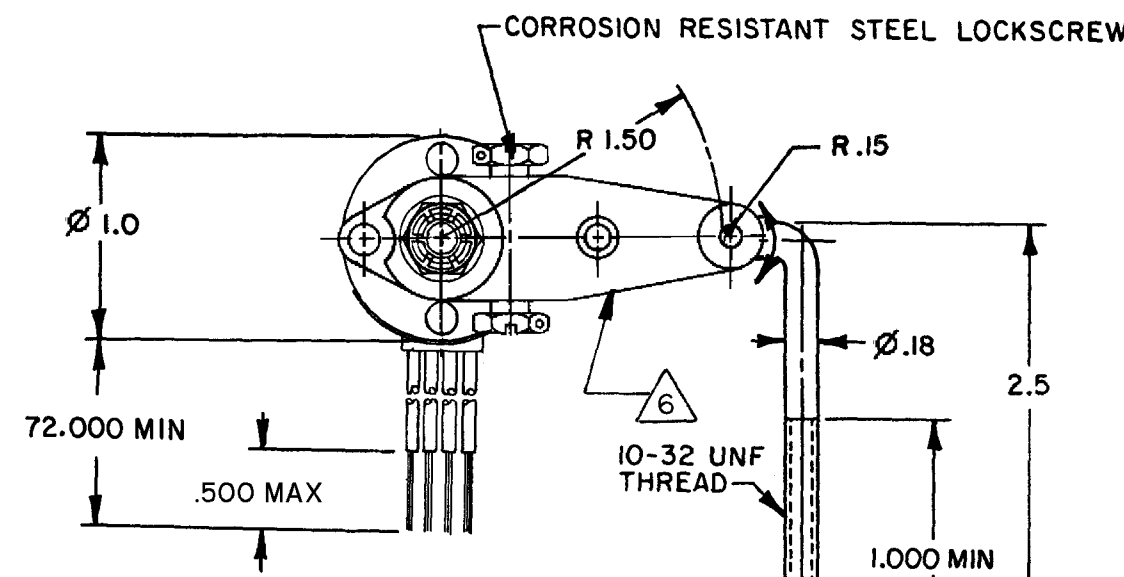 CORROSION RESISTANT STEEL LOCKSCREW
R 1.50
R .15
Ø 1.0
Ø .18
2.5
6
72.000 MIN
10-32 UNF
THREAD
.500 MAX
1.000 MIN